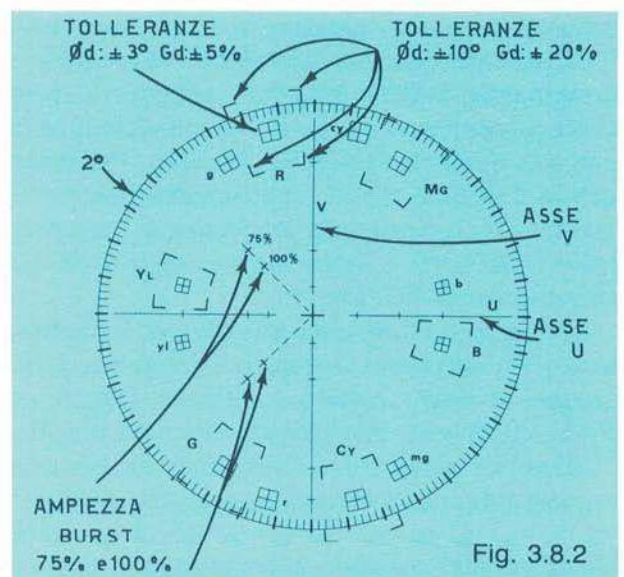 TOLLERANZE
Ød: ±3° Gd: ±5%
TOLLERANZE
Ød: ±10° Gd: ± 20%
cy
g
R
MG
2°
V
ASSE
V
75%
100%
YL
b
U
ASSE
U
yl
B
G
CY
mg
r
AMPIEZZA
BURST
75% e 100%
Fig. 3.8.2